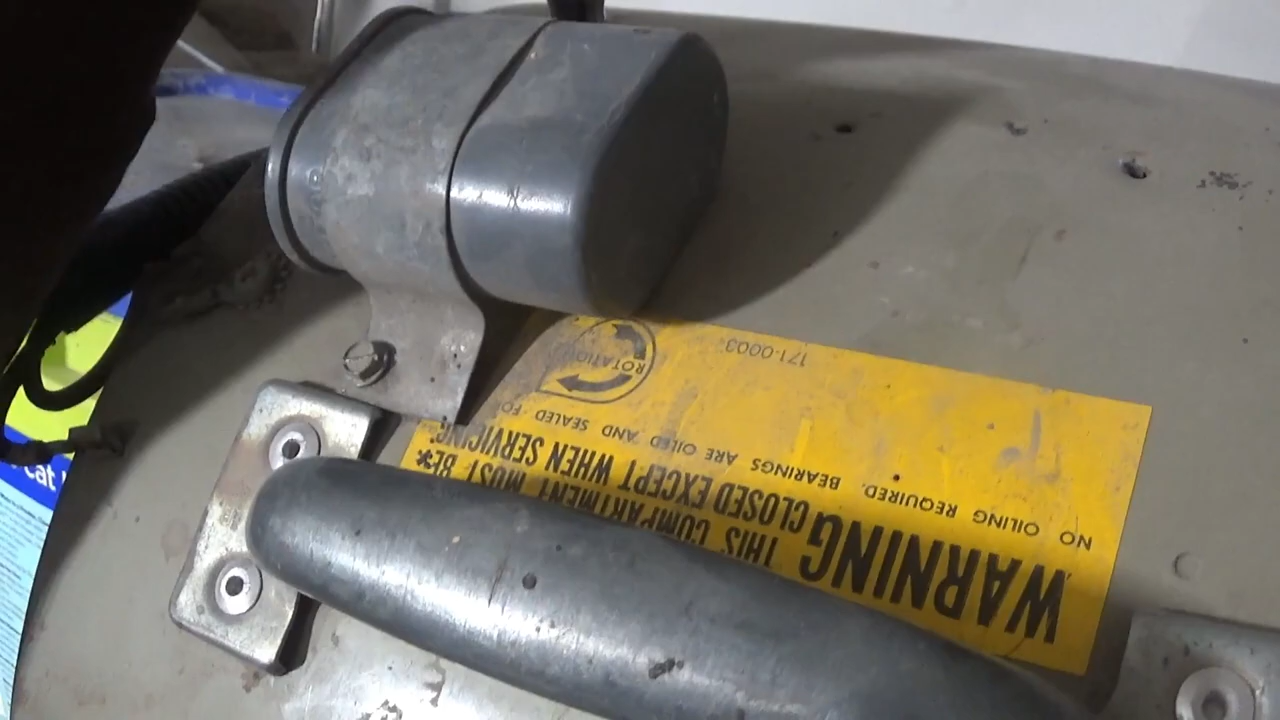 WARNING THIS COMPARTMENT MUST BE
CLOSED EXCEPT WHEN SERVICING.
NO OILING REQUIRED. BEARINGS ARE OILED AND SEALED
ROTATION
171-0003
cat